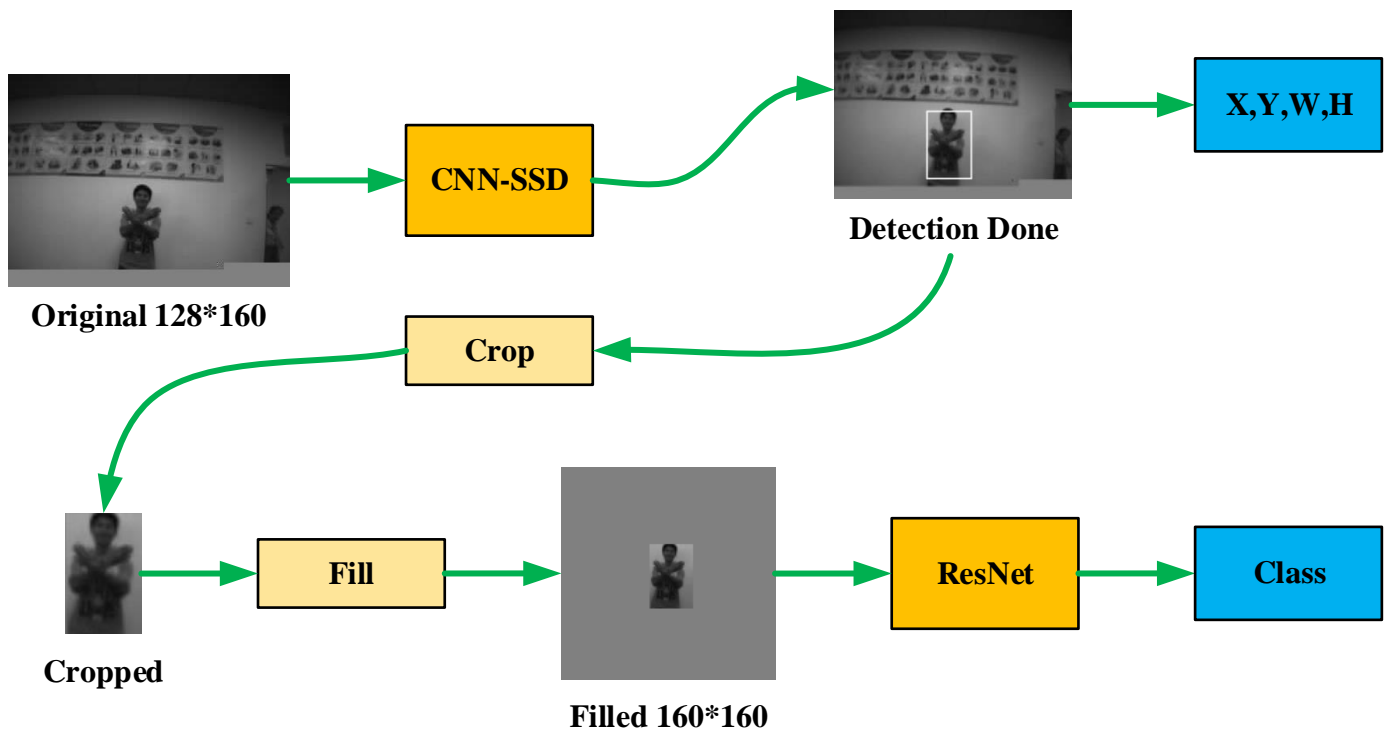 X,Y,W,H
CNN-SSD
Detection Done
Original 128*160
Crop
Fill
ResNet
Class
Cropped
Filled 160*160